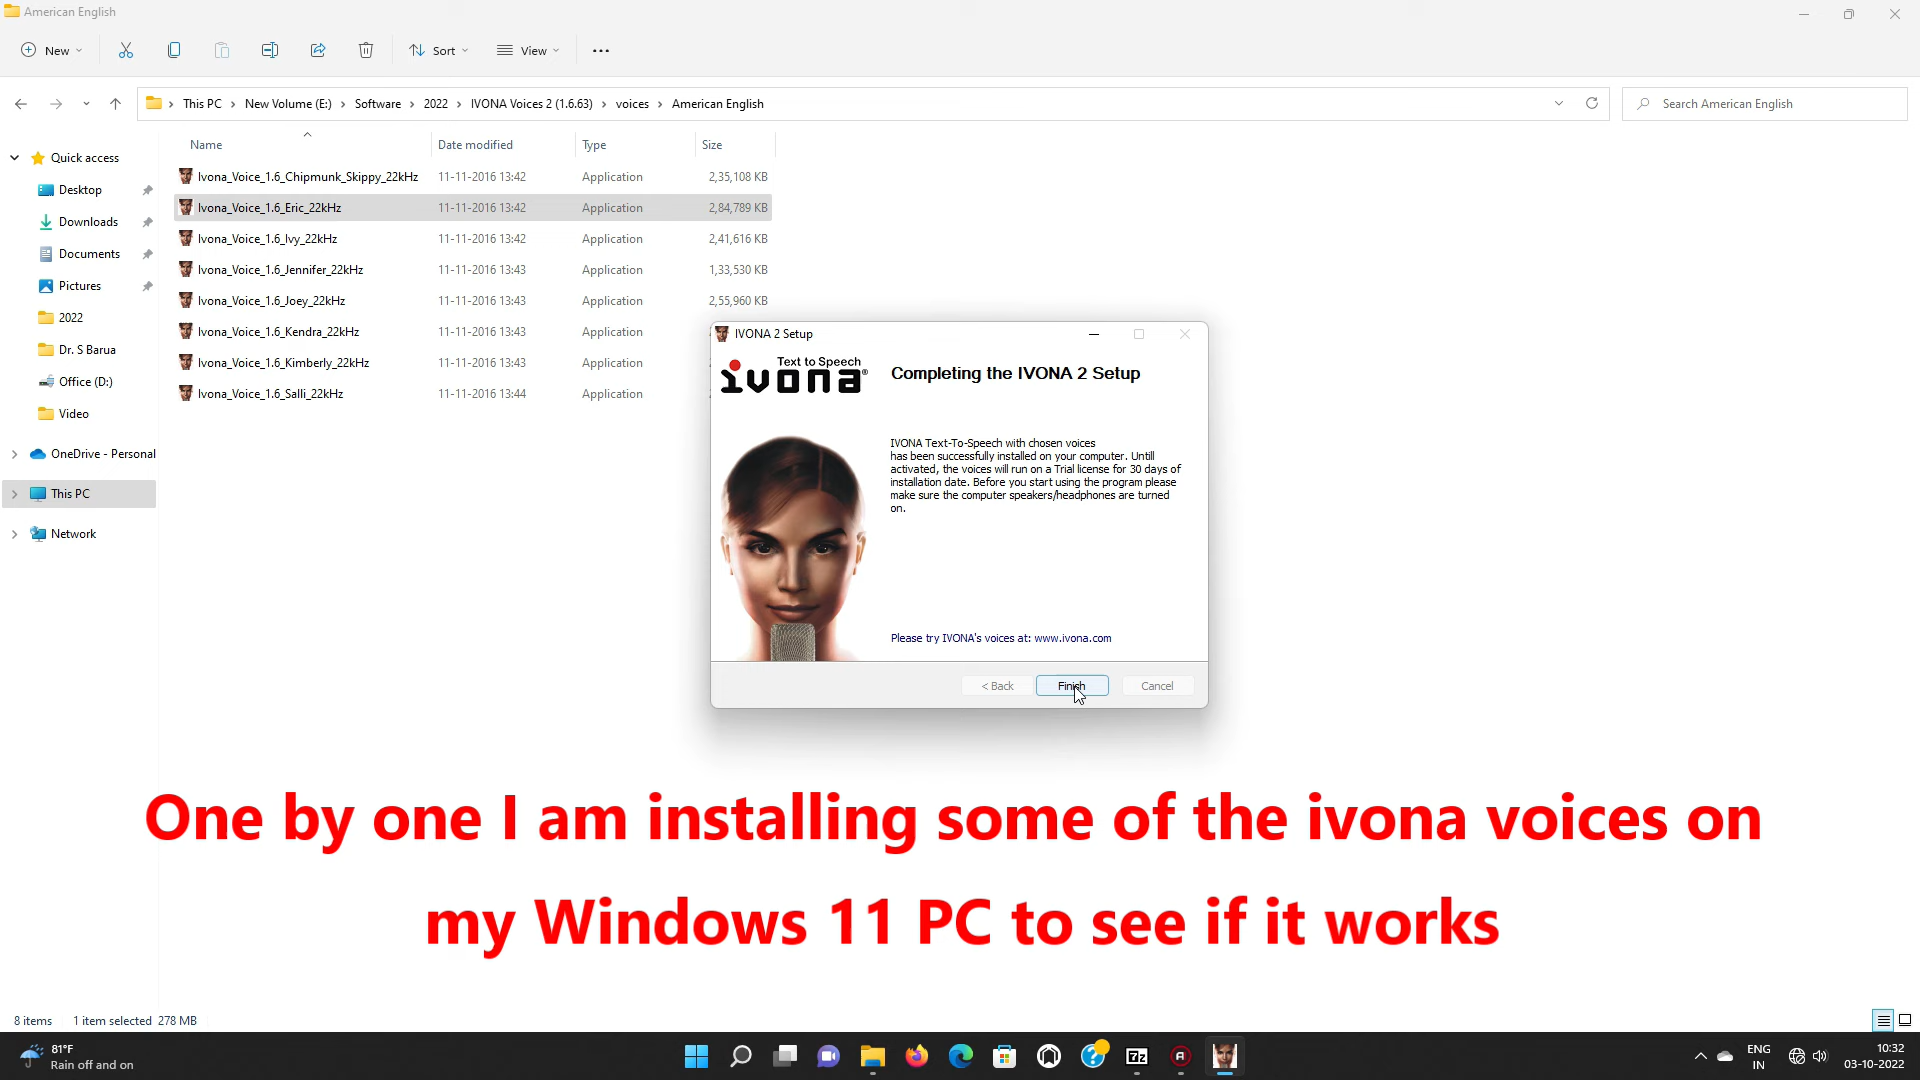 American English
New
Sort
View
This PC > New Volume (E:) > Software > 2022 > IVONA Voices 2 (1.6.63) > voices > American English
Search American English
Name Date modified Type Size
Quick access
Desktop
Downloads
Documents
Pictures
2022
Dr. S Barua
Office (D:)
Video
OneDrive - Personal
This PC
Network
Ivona_Voice_1.6_Chipmunk_Skippy_22kHz 11-11-2016 13:42 Application 2,35,108 KB
Ivona_Voice_1.6_Eric_22kHz 11-11-2016 13:42 Application 2,84,789 KB
Ivona_Voice_1.6_Ivy_22kHz 11-11-2016 13:42 Application 2,41,616 KB
Ivona_Voice_1.6_Jennifer_22kHz 11-11-2016 13:43 Application 1,33,530 KB
Ivona_Voice_1.6_Joey_22kHz 11-11-2016 13:43 Application 2,55,960 KB
Ivona_Voice_1.6_Kendra_22kHz 11-11-2016 13:43 Application
Ivona_Voice_1.6_Kimberly_22kHz 11-11-2016 13:43 Application
Ivona_Voice_1.6_Salli_22kHz 11-11-2016 13:44 Application
IVONA 2 Setup
Text to Speech
ivona®
Completing the IVONA 2 Setup
IVONA Text-To-Speech with chosen voices
has been successfully installed on your computer. Untill
activated, the voices will run on a Trial license for 30 days of
installation date. Before you start using the program please
make sure the computer speakers/headphones are turned
on.
Please try IVONA's voices at: www.ivona.com
< Back
Finish
Cancel
One by one I am installing some of the ivona voices on
my Windows 11 PC to see if it works
8 items 1 item selected 278 MB
81°F
Rain off and on
7z
ENG
IN
10:32
03-10-2022